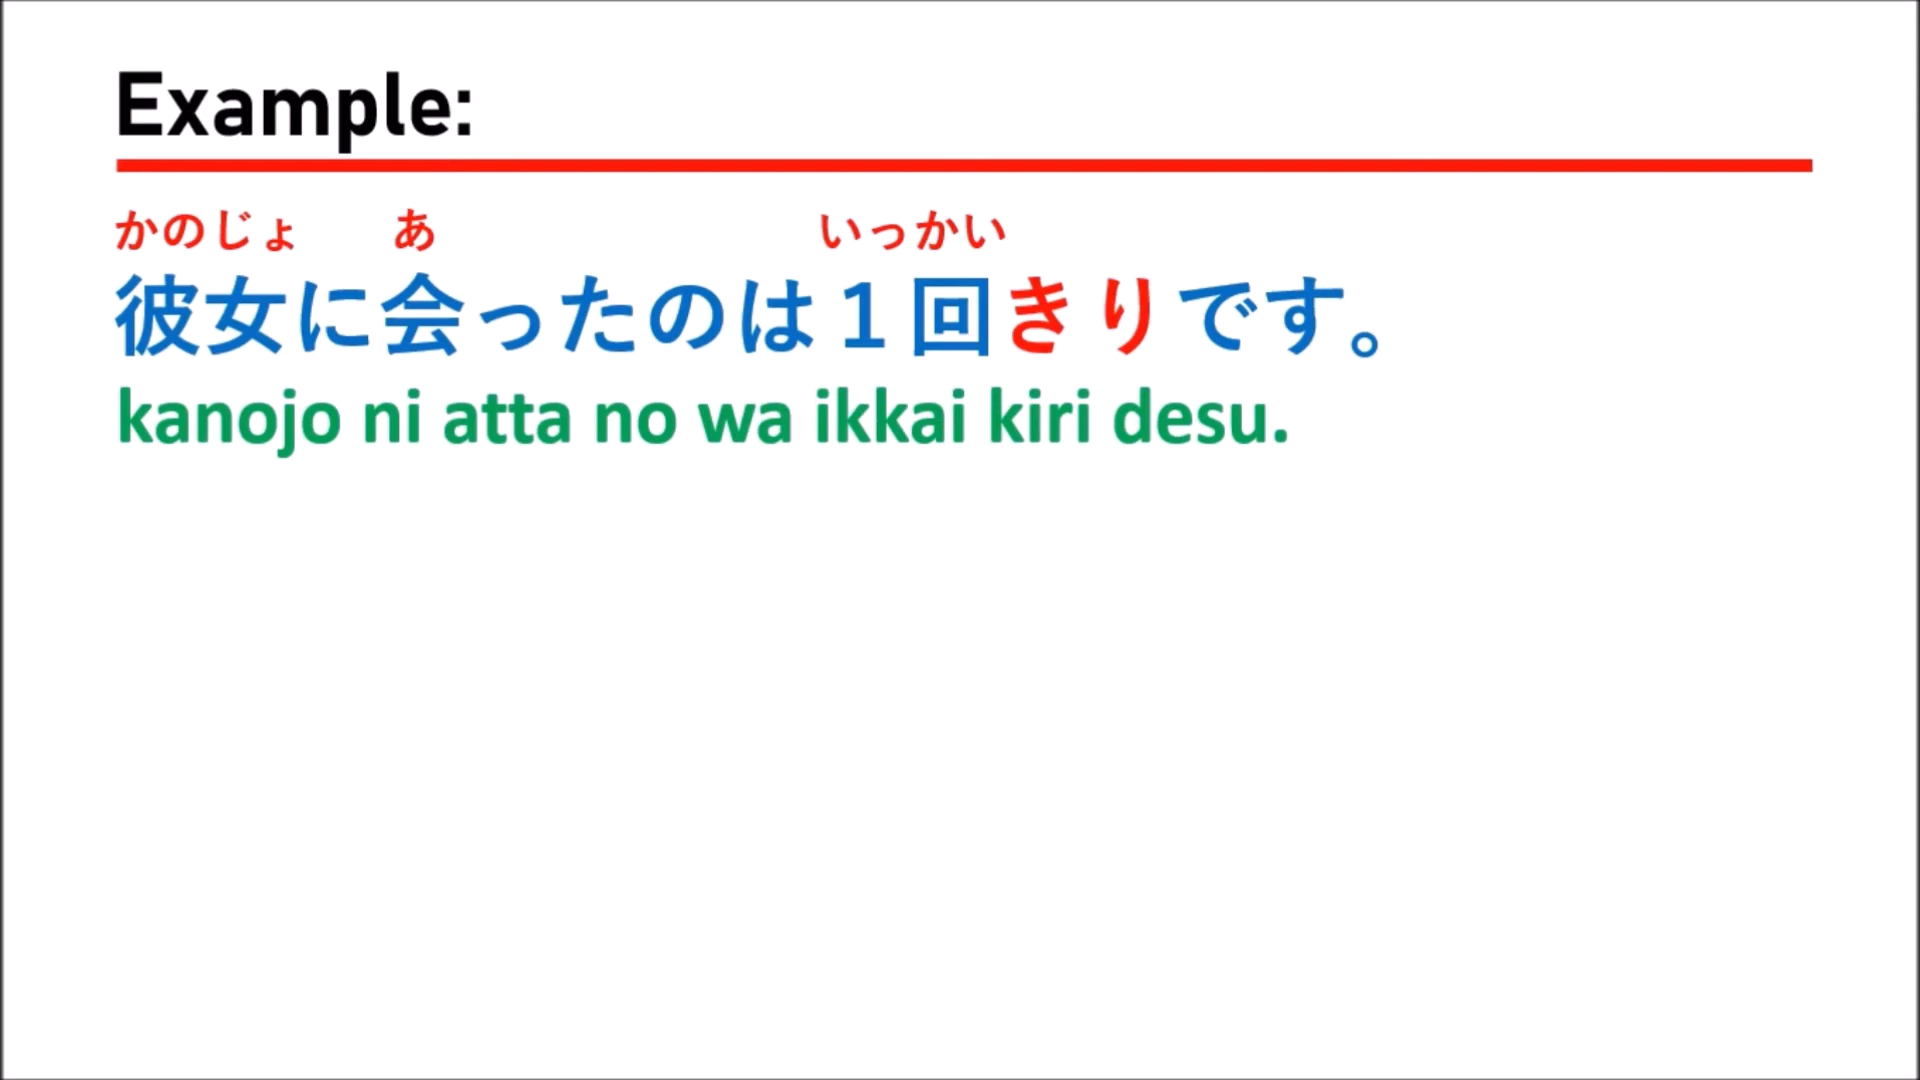 Example:
かのじょ あ いっかい
彼女に会ったのは１回きりです。
kanojo ni atta no wa ikkai kiri desu.